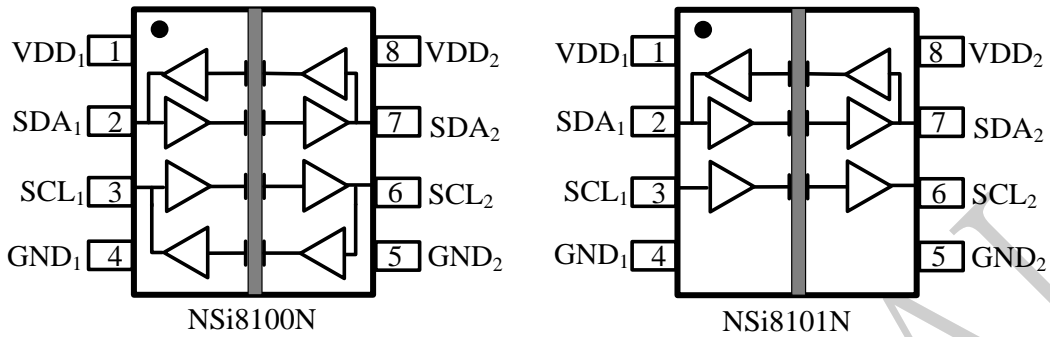 VDD₁ 1 8 VDD₂
SDA₁ 2 7 SDA₂
SCL₁ 3 6 SCL₂
GND₁ 4 5 GND₂
NSi8100N
VDD₁ 1 8 VDD₂
SDA₁ 2 7 SDA₂
SCL₁ 3 6 SCL₂
GND₁ 4 5 GND₂
NSi8101N